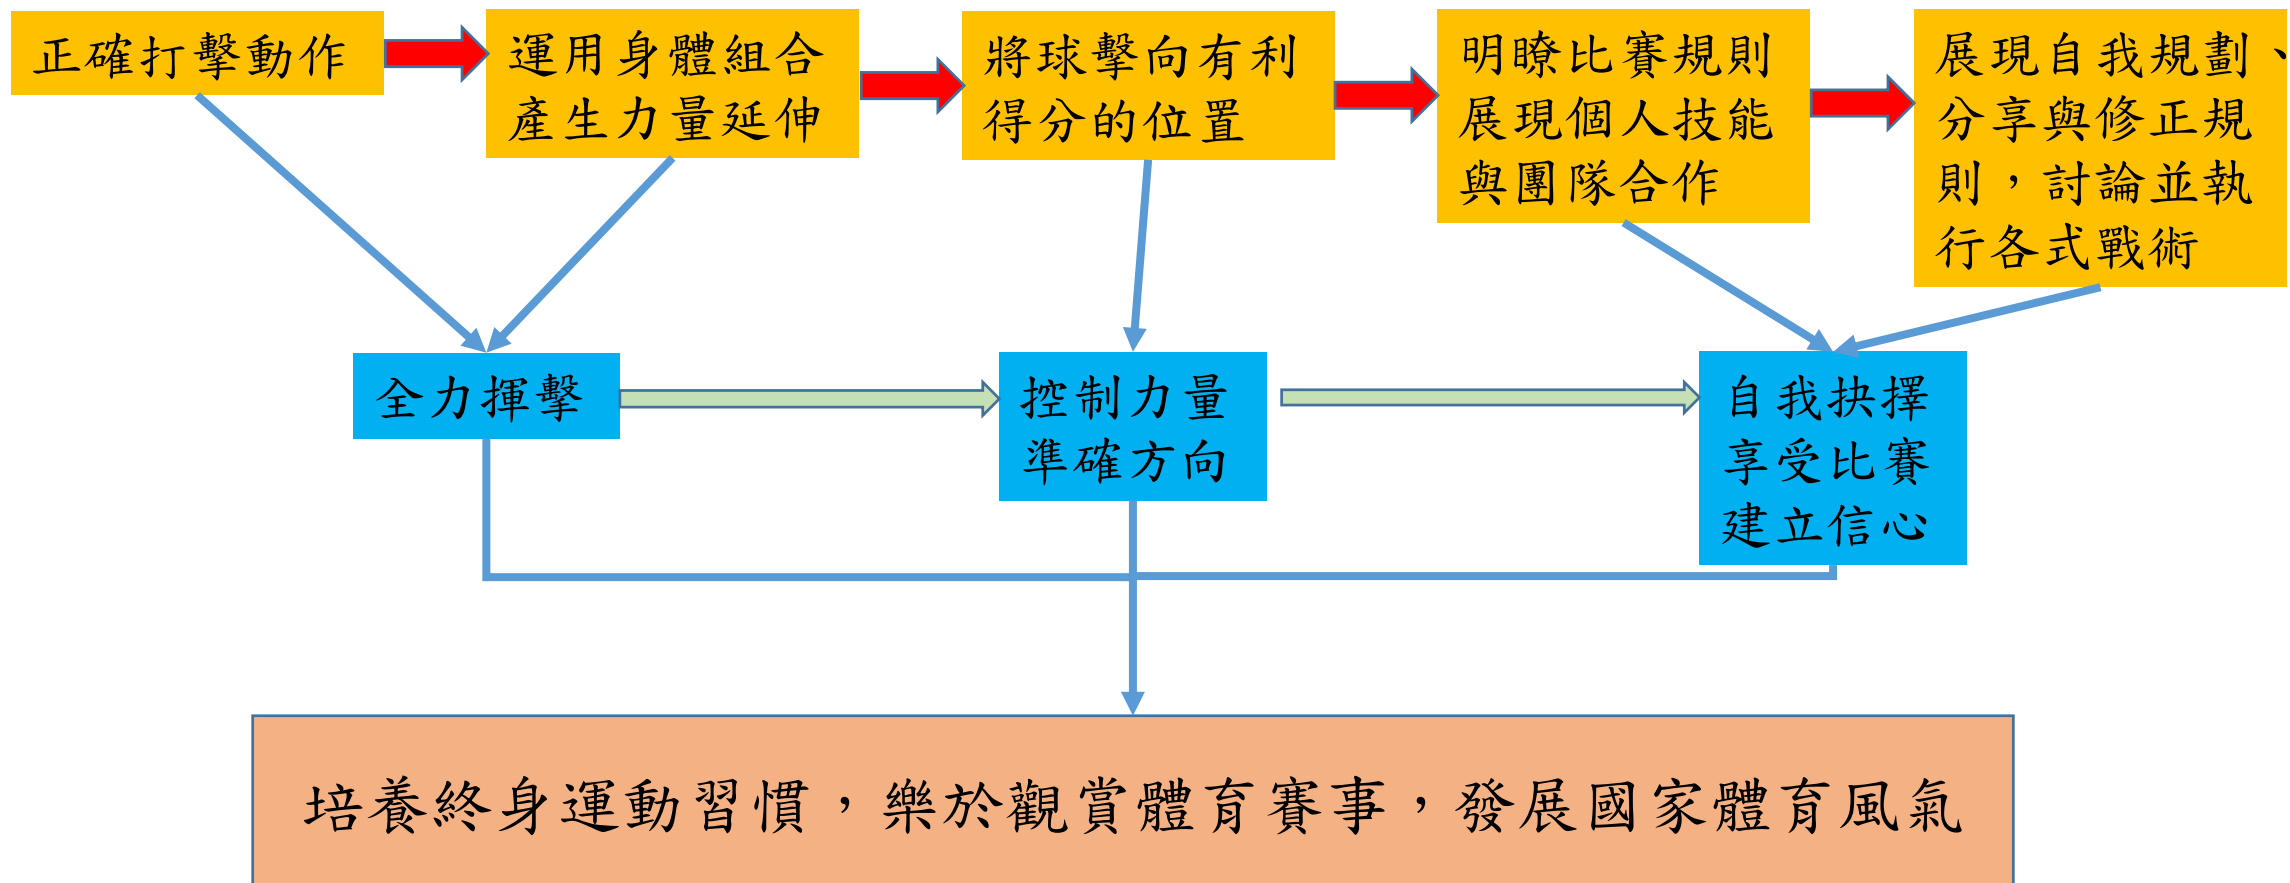 正確打擊動作
運用身體組合
產生力量延伸
將球擊向有利
得分的位置
明瞭比賽規則
展現個人技能
與團隊合作
展現自我規劃、
分享與修正規
則，討論並執
行各式戰術
全力揮擊
控制力量
準確方向
自我抉擇
享受比賽
建立信心
培養終身運動習慣，樂於觀賞體育賽事，發展國家體育風氣